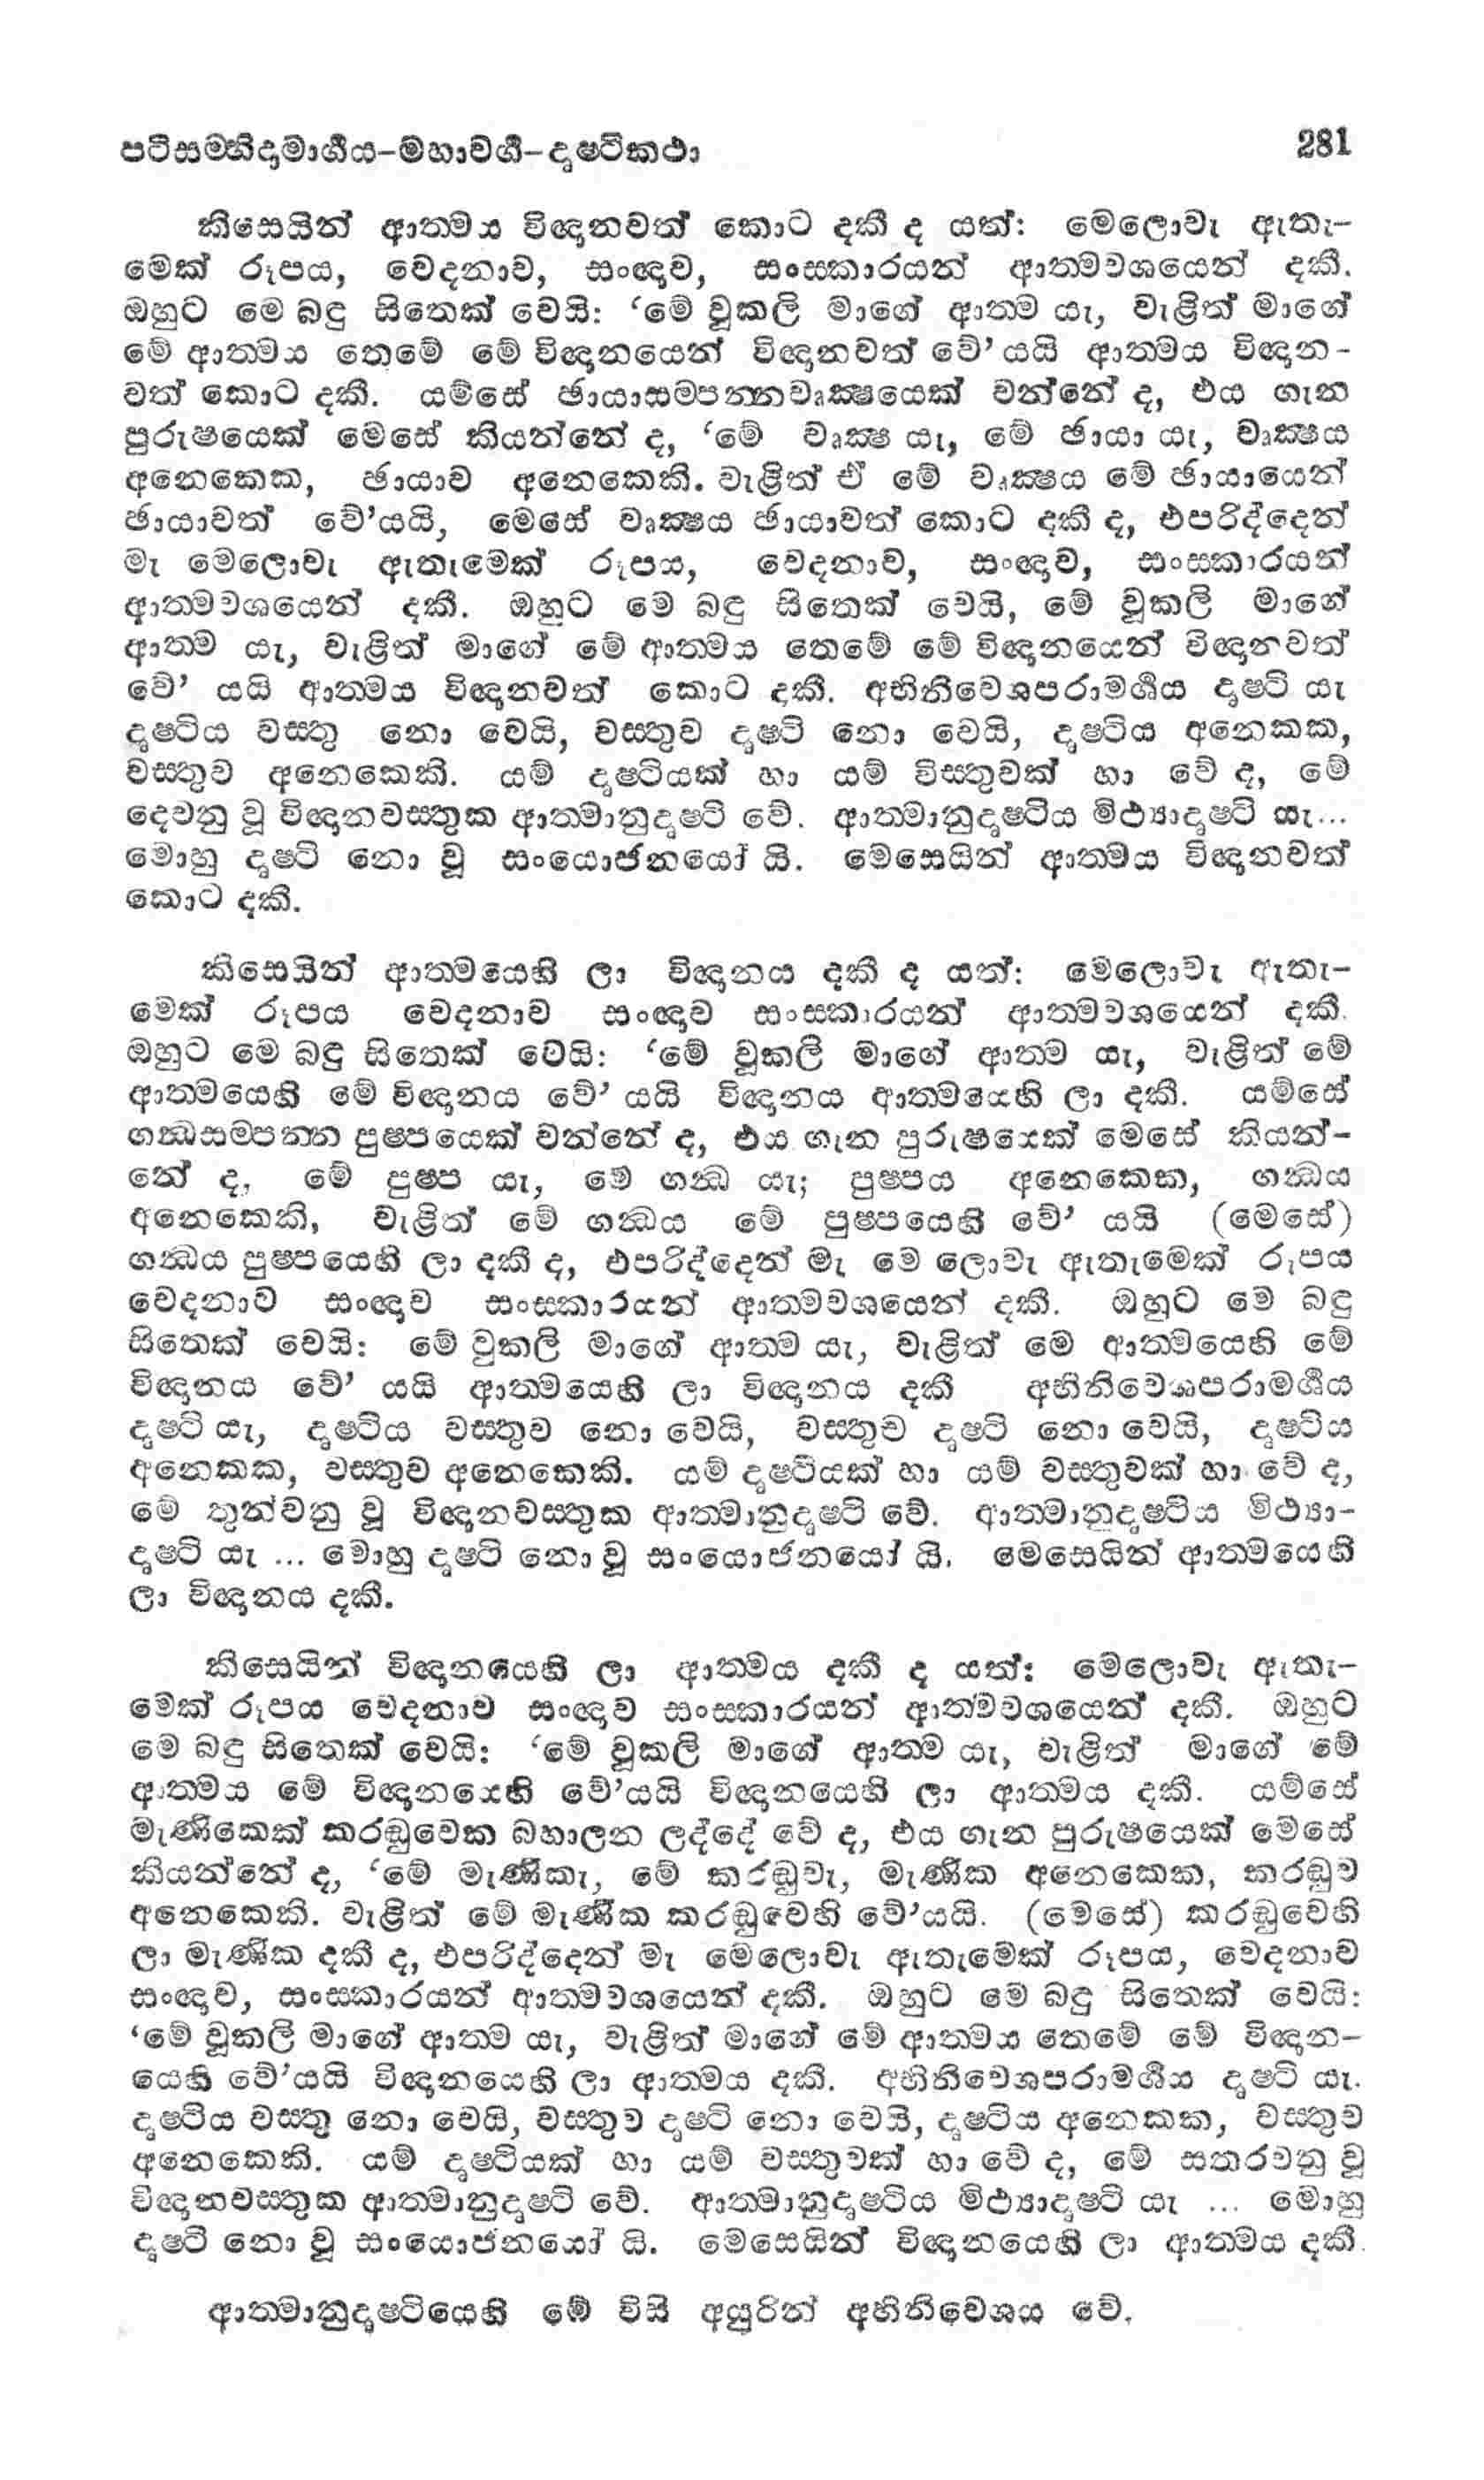 පටිසම්භිදාමාර්ගය-මහාවර්ග-දෘෂ්ටිකථා 281
කිසෙයින් ආත්මය විඥානවත් කොට දකී ද යත්: මෙලොවැ ඇතැ-
මෙක් රූපය, වෙදනාව, සංඥාව, සංස්කාරයන් ආත්මවශයෙන් දකී.
ඔහුට මෙ බඳු සිතෙක් වෙයි: ‘මේ වූකලි මාගේ ආත්ම යැ, වැළිත් මාගේ
මේ ආත්මය තෙමේ මේ විඥානයෙන් විඥානවත් වේ’යයි ආත්මය විඥාන-
වත් කොට දකී. යම්සේ ඡායාසම්පන්නවෘක්ෂයෙක් වන්නේ ද, එය ගැන
පුරුෂයෙක් මෙසේ කියන්නේ ද, ‘මේ වෘක්ෂ යැ, මේ ඡායා යැ, වෘක්ෂය
අනෙකෙක, ඡායාව අනෙකෙකි. වැළිත් ඒ මේ වෘක්ෂය මේ ඡායායෙන්
ඡායාවත් වේ’යයි, මෙසේ වෘක්ෂය ඡායාවත් කොට දකී ද, එපරිද්දෙන්
මැ මෙලොවැ ඇතැමෙක් රූපය, වෙදනාව, සංඥාව, සංස්කාරයන්
ආත්මවශයෙන් දකී. ඔහුට මෙ බඳු සිතෙක් වෙයි, මේ වූකලි මාගේ
ආත්ම යැ, වැළිත් මාගේ මේ ආත්මය තෙමේ මේ විඥානයෙන් විඥානවත්
වේ’ යයි ආත්මය විඥානවත් කොට දකී. අභිනිවෙශපරාමර්ශය දෘෂ්ටි යැ
දෘෂ්ටිය වස්තු නො වෙයි, වස්තුව දෘෂ්ටි නො වෙයි, දෘෂ්ටිය අනෙකක,
වස්තුව අනෙකෙකි. යම් දෘෂ්ටියක් හා යම් විස්තුවක් හා වේ ද, මේ
දෙවනු වූ විඥානවස්තුක ආත්මානුදෘෂ්ටි වේ. ආත්මානුදෘෂ්ටිය මිථ්‍යාදෘෂ්ටි යැ...
මොහු දෘෂ්ටි නො වූ සංයොජනයෝ යි. මෙසෙයින් ආත්මය විඥානවත්
කොට දකී.
කිසෙයින් ආත්මයෙහි ලා විඥානය දකී ද යත්: මෙලොවැ ඇතැ-
මෙක් රූපය වෙදනාව සංඥාව සංස්කාරයන් ආත්මවශයෙන් දකී.
ඔහුට මෙ බඳු සිතෙක් වෙයි: ‘මේ වූකලි මාගේ ආත්ම යැ, වැළිත් මේ
ආත්මයෙහි මේ විඥානය වේ’ යයි විඥානය ආත්මයෙහි ලා දකී. යම්සේ
ගන්ධසම්පන්න පුෂ්පයෙක් වන්නේ ද, එය ගැන පුරුෂයෙක් මෙසේ කියන්-
නේ ද, මේ පුෂ්ප යැ, මේ ගන්ධ යැ; පුෂ්පය අනෙකෙක, ගන්ධය
අනෙකෙකි, වැළිත් මේ ගන්ධය මේ පුෂ්පයෙහි වේ’ යයි (මෙසේ)
ගන්ධය පුෂ්පයෙහි ලා දකී ද, එපරිද්දෙන් මැ මෙ ලොවැ ඇතැමෙක් රූපය
වෙදනාව සංඥාව සංස්කාරයන් ආත්මවශයෙන් දකී. ඔහුට මෙ බඳු
සිතෙක් වෙයි: මේ වුකලි මාගේ ආත්ම යැ, වැළිත් මෙ ආත්මයෙහි මේ
විඥානය වේ’ යයි ආත්මයෙහි ලා විඥානය දකී අභිනිවෙශපරාමර්ශය
දෘෂ්ටි යැ, දෘෂ්ටිය වස්තුව නො වෙයි, වස්තුව දෘෂ්ටි නො වෙයි, දෘෂ්ටිය
අනෙකක, වස්තුව අනෙකෙකි. යම් දෘෂ්ටියක් හා යම් වස්තුවක් හා වේ ද,
මේ තුන්වනු වූ විඥානවස්තුක ආත්මානුදෘෂ්ටි වේ. ආත්මානුදෘෂ්ටිය මිථ්‍යා-
දෘෂ්ටි යැ ... මොහු දෘෂ්ටි නො වූ සංයොජනයෝ යි. මෙසෙයින් ආත්මයෙහි
ලා විඥානය දකී.
කිසෙයින් විඥානයෙහි ලා ආත්මය දකී ද යත්: මෙලොවැ ඇතැ-
මෙක් රූපය වෙදනාව සංඥාව සංස්කාරයන් ආත්මවශයෙන් දකී. ඔහුට
මෙ බඳු සිතෙක් වෙයි: ‘මේ වූකලි මාගේ ආත්ම යැ, වැළිත් මාගේ මේ
ආත්මය මේ විඥානයෙහි වේ’යයි විඥානයෙහි ලා ආත්මය දකී. යම්සේ
මැණිකෙක් කරඬුවෙක බහාලන ලද්දේ වේ ද, එය ගැන පුරුෂයෙක් මෙසේ
කියන්නේ ද, ‘මේ මැණිකැ, මේ කරඬුවැ, මැණික අනෙකෙක, කරඬුව
අනෙකෙකි. වැළිත් මේ මැණික කරඬුවෙහි වේ’යයි. (මෙසේ) කරඬුවෙහි
ලා මැණික දකී ද, එපරිද්දෙන් මැ මෙලොවැ ඇතැමෙක් රූපය, වෙදනාව
සංඥාව, සංස්කාරයන් ආත්මවශයෙන් දකී. ඔහුට මෙ බඳු සිතෙක් වෙයි:
‘මේ වූකලි මාගේ ආත්ම යැ, වැළිත් මාගේ මේ ආත්මය තෙමේ මේ විඥාන-
යෙහි වේ’යයි විඥානයෙහි ලා ආත්මය දකී. අභිනිවෙශපරාමර්ශය දෘෂ්ටි යැ.
දෘෂ්ටිය වස්තු නො වෙයි, වස්තුව දෘෂ්ටි නො වෙයි, දෘෂ්ටිය අනෙකක, වස්තුව
අනෙකෙකි. යම් දෘෂ්ටියක් හා යම් වස්තුවක් හා වේ ද, මේ සතරවනු වූ
විඥානවස්තුක ආත්මානුදෘෂ්ටි වේ. ආත්මානුදෘෂ්ටිය මිථ්‍යාදෘෂ්ටි යැ ... මොහු
දෘෂ්ටි නො වූ සංයොජනයෝ යි. මෙසෙයින් විඥානයෙහි ලා ආත්මය දකී.
ආත්මානුදෘෂ්ටියෙහි මේ විසි අයුරින් අභිනිවෙශය වේ.